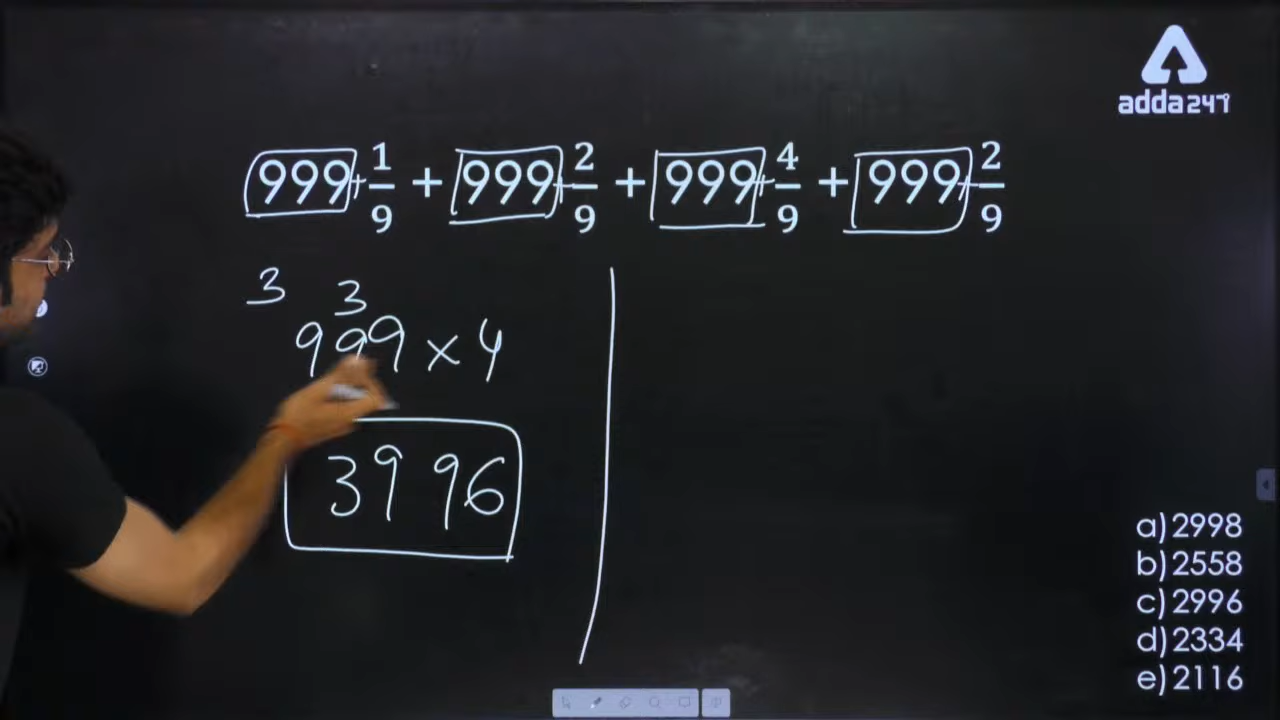 adda247
999+1/9 + 999+2/9 + 999+4/9 + 999+2/9
3 3
999 × 4
3996
a) 2998
b) 2558
c) 2996
d) 2334
e) 2116